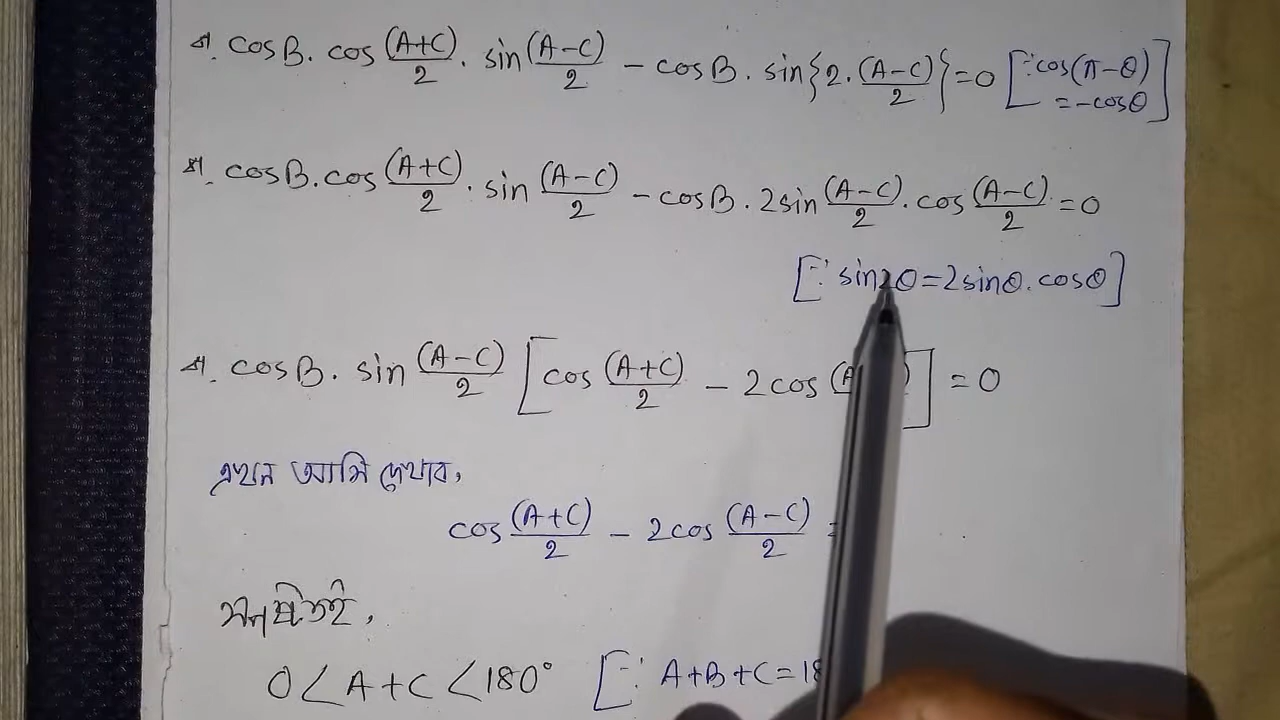 বা. cosB. cos (A+C)/2 . sin (A-C)/2 - cosB . sin{2. (A-C)/2} = 0 [∵ cos(π-θ)
= -cosθ]
বা. cosB. cos (A+C)/2 . sin (A-C)/2 - cosB . 2sin (A-C)/2 . cos (A-C)/2 = 0
[∵ sin2θ = 2sinθ. cosθ]
বা. cosB. sin (A-C)/2 [cos (A+C)/2 - 2cos (A ] = 0
এখন আমি দেখাব,
cos (A+C)/2 - 2cos (A-C)/2
0 < A+C < 180° [∵ A+B+C = 18